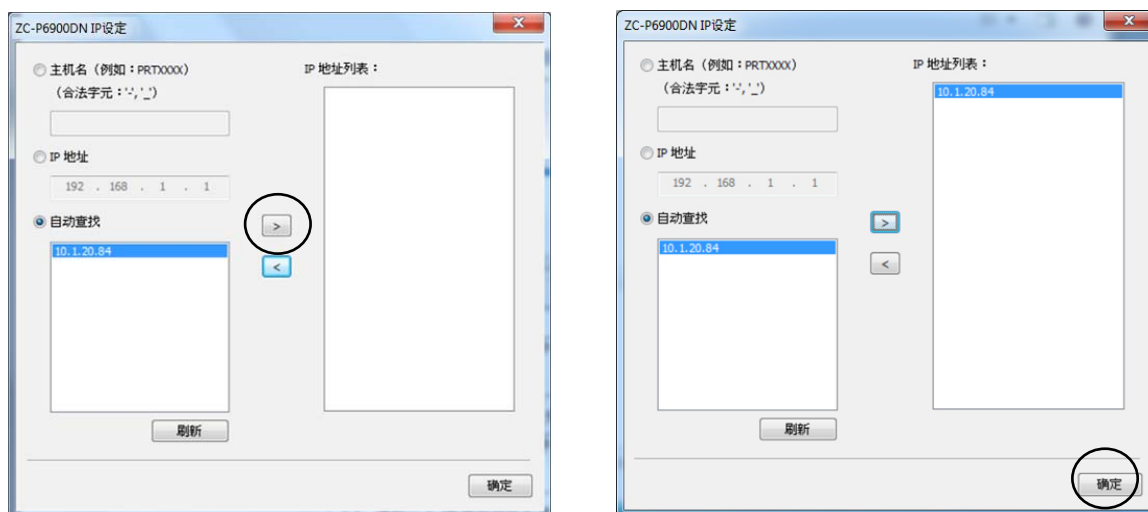 ZC-P6900DN IP设定
主机名（例如：PRTXXXX）
（合法字元：'-', '_'）
IP 地址
192 . 168 . 1 . 1
自动查找
10.1.20.84
刷新
>
<
IP 地址列表：
确定
ZC-P6900DN IP设定
主机名（例如：PRTXXXX）
（合法字元：'-', '_'）
IP 地址
192 . 168 . 1 . 1
自动查找
10.1.20.84
刷新
>
<
IP 地址列表：
10.1.20.84
确定